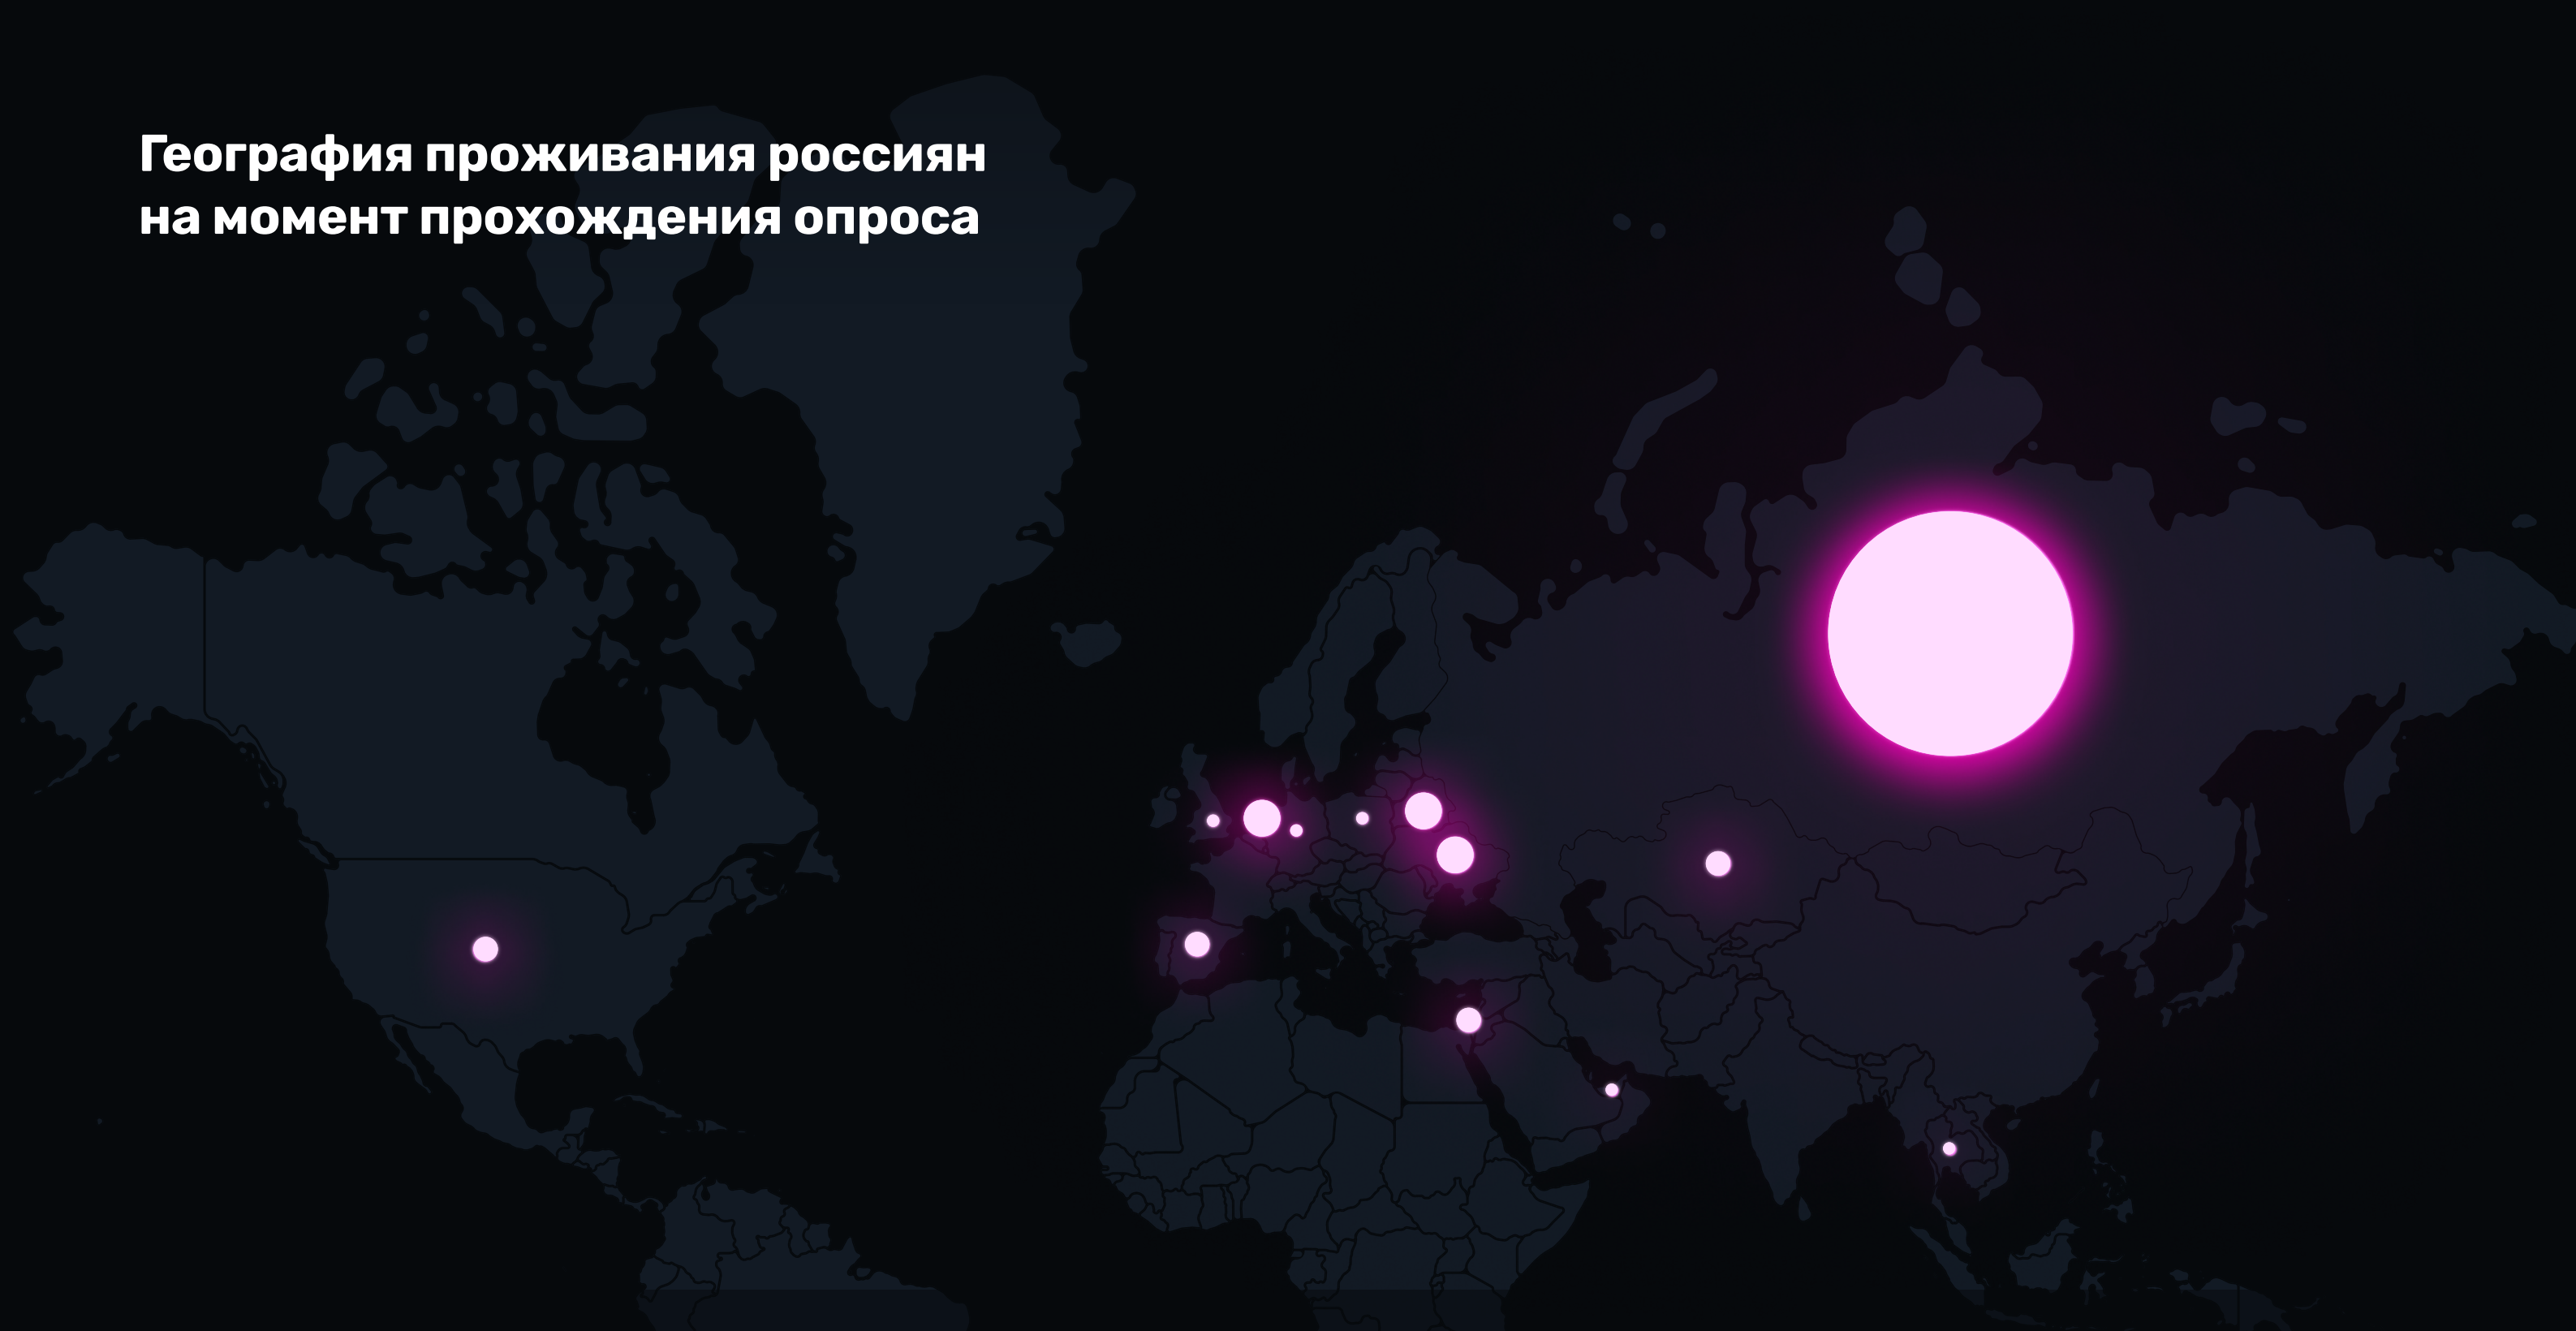 География проживания россиян
на момент прохождения опроса